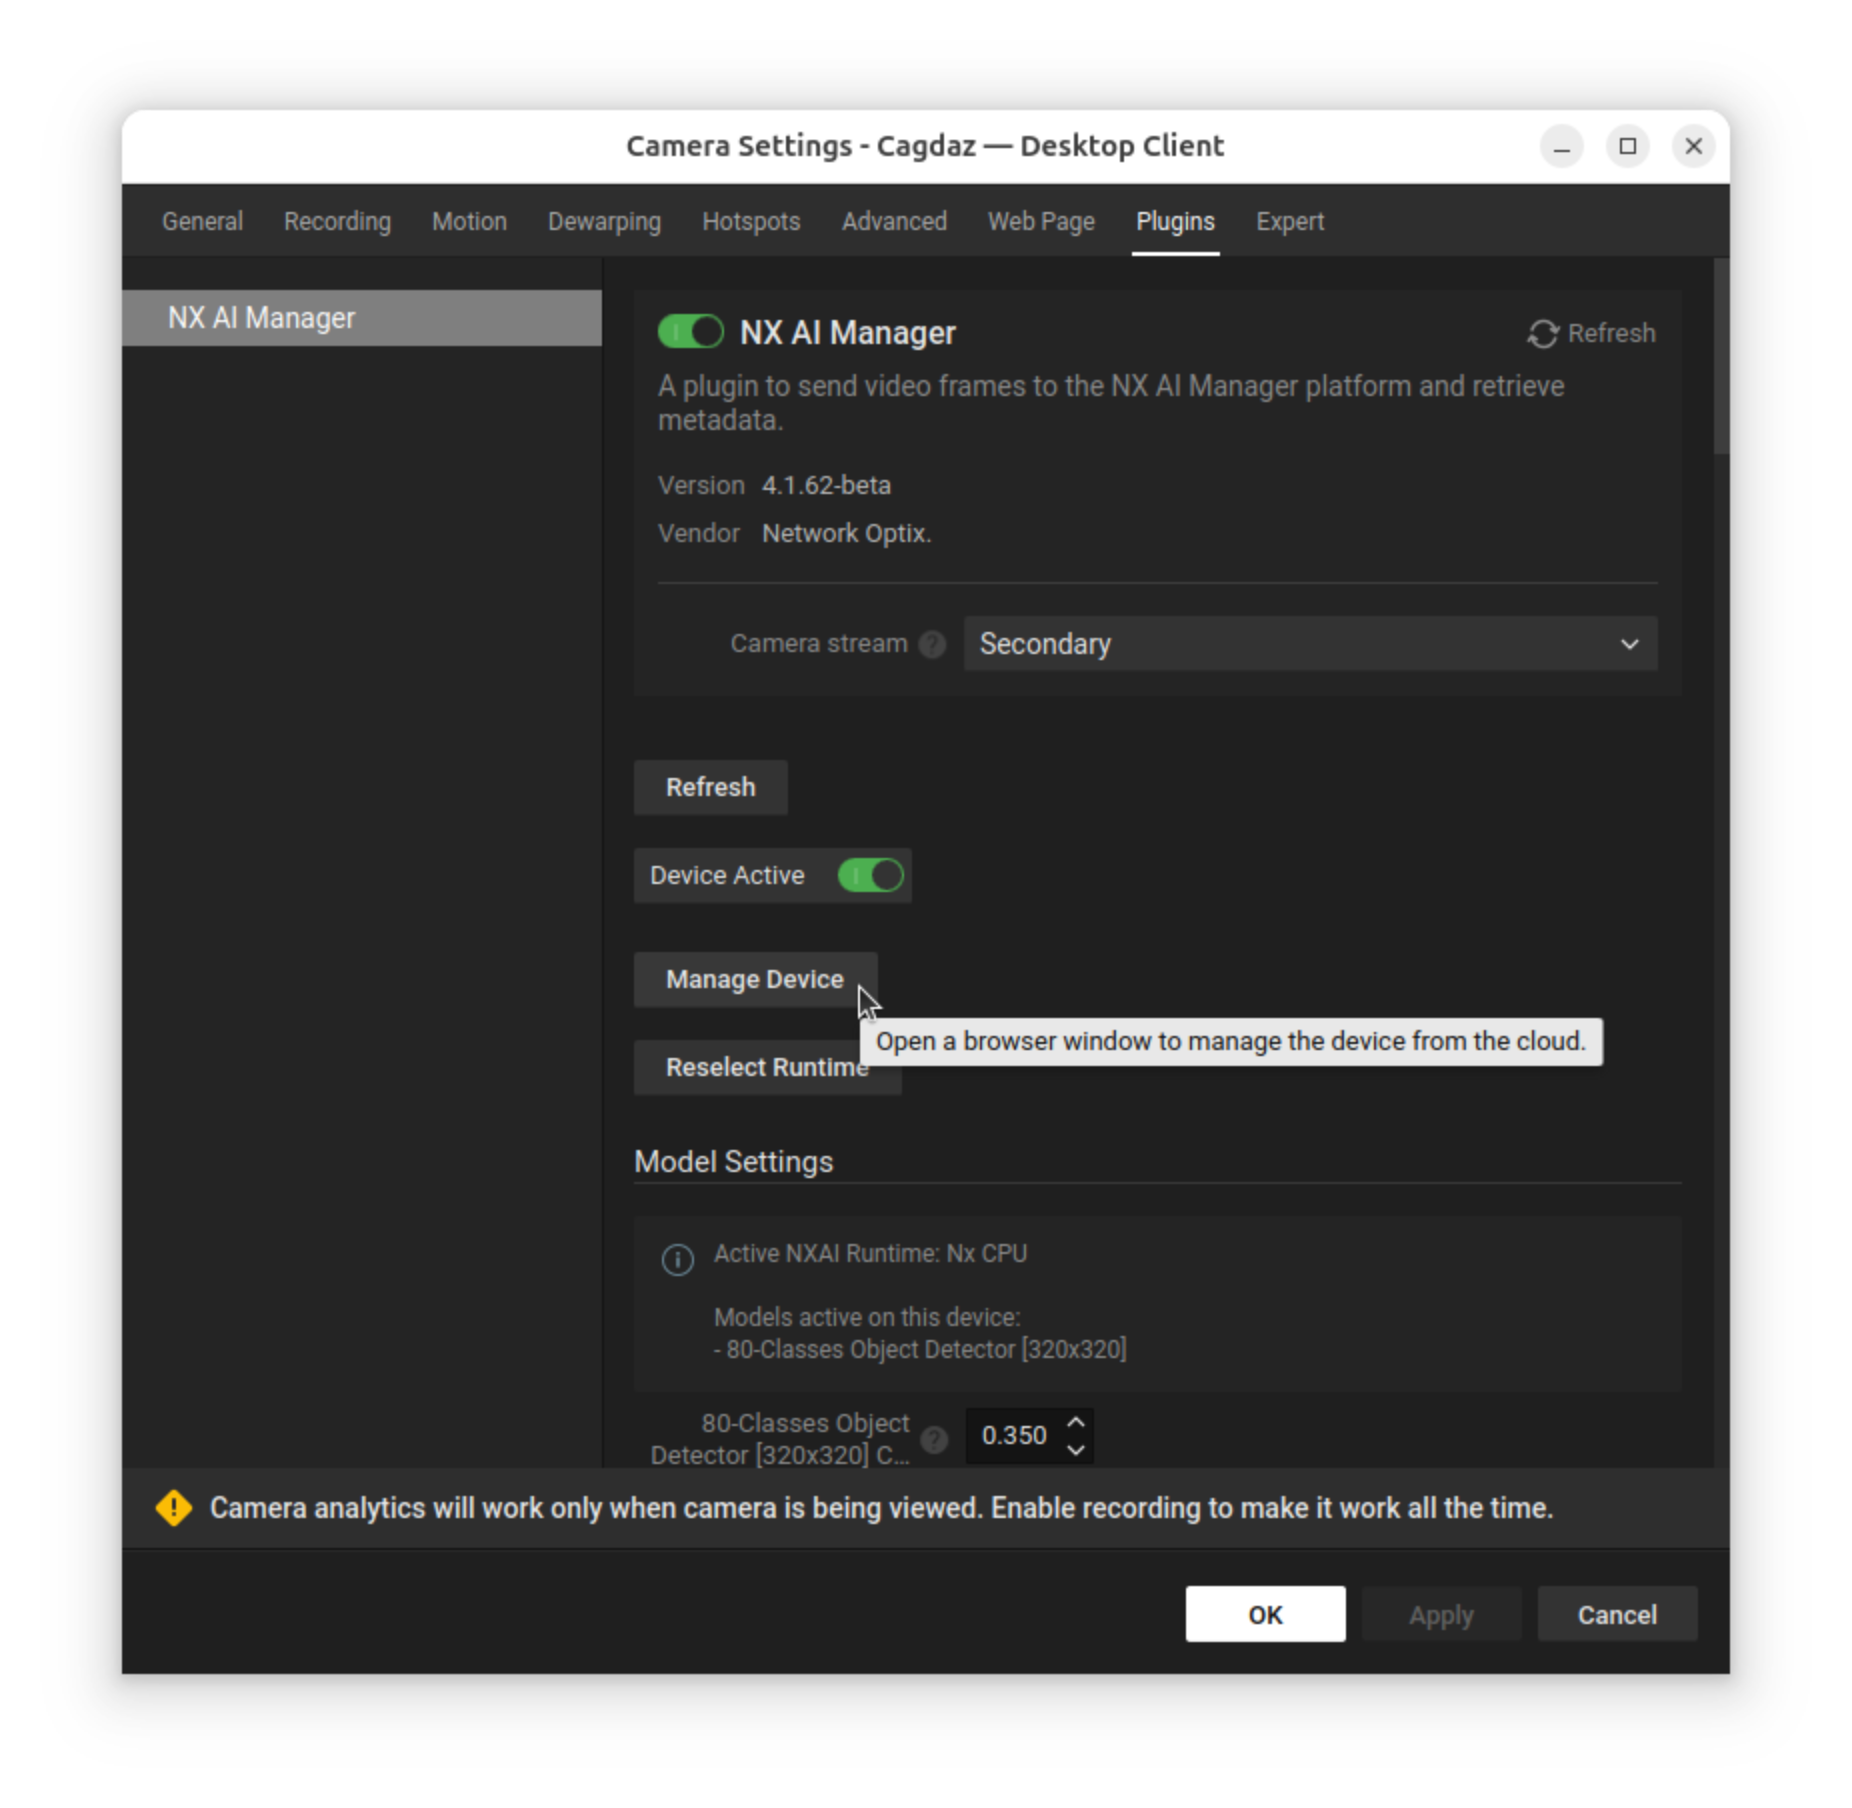 Camera Settings - Cagdaz — Desktop Client
General Recording Motion Dewarping Hotspots Advanced Web Page Plugins Expert
NX AI Manager
NX AI Manager
Refresh
A plugin to send video frames to the NX AI Manager platform and retrieve
metadata.
Version 4.1.62-beta
Vendor Network Optix.
Camera stream ? Secondary
Refresh
Device Active
Manage Device
Open a browser window to manage the device from the cloud.
Reselect Runtime
Model Settings
Active NXAI Runtime: Nx CPU
Models active on this device:
- 80-Classes Object Detector [320x320]
80-Classes Object
Detector [320x320] C...
? 0.350
Camera analytics will work only when camera is being viewed. Enable recording to make it work all the time.
OK Apply Cancel